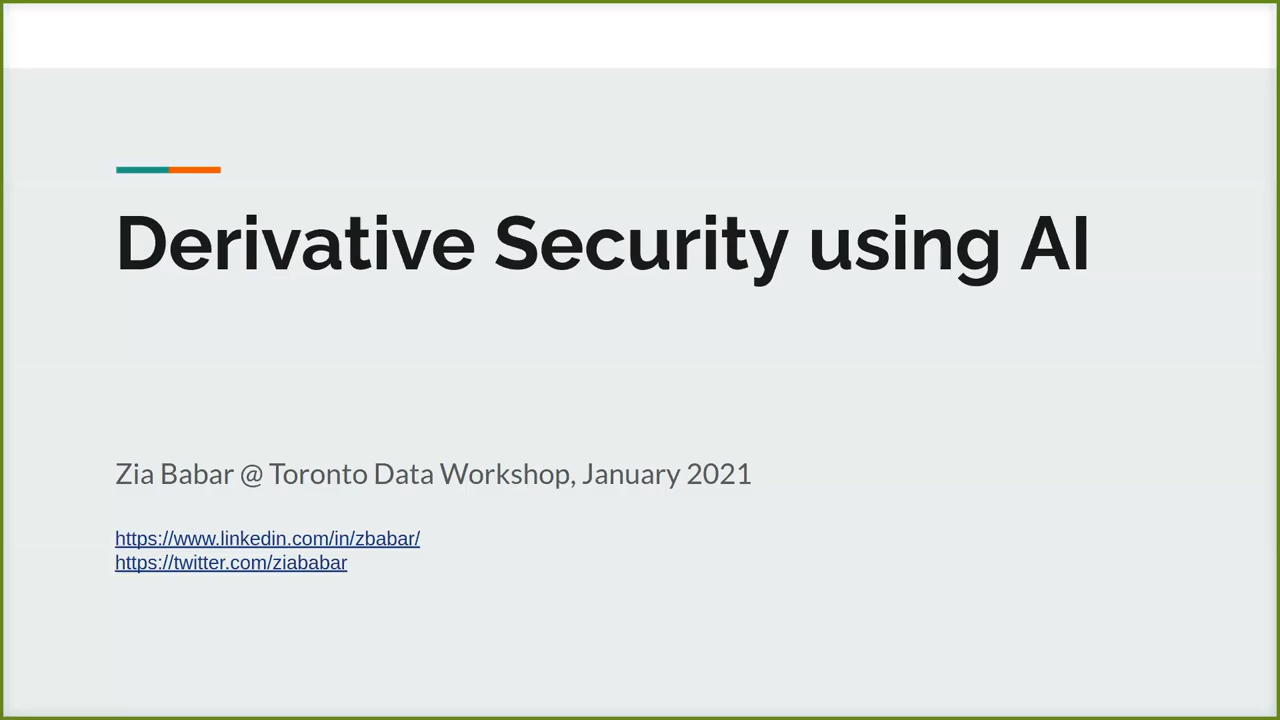 Derivative Security using AI
Zia Babar @ Toronto Data Workshop, January 2021
https://www.linkedin.com/in/zbabar/
https://twitter.com/ziababar